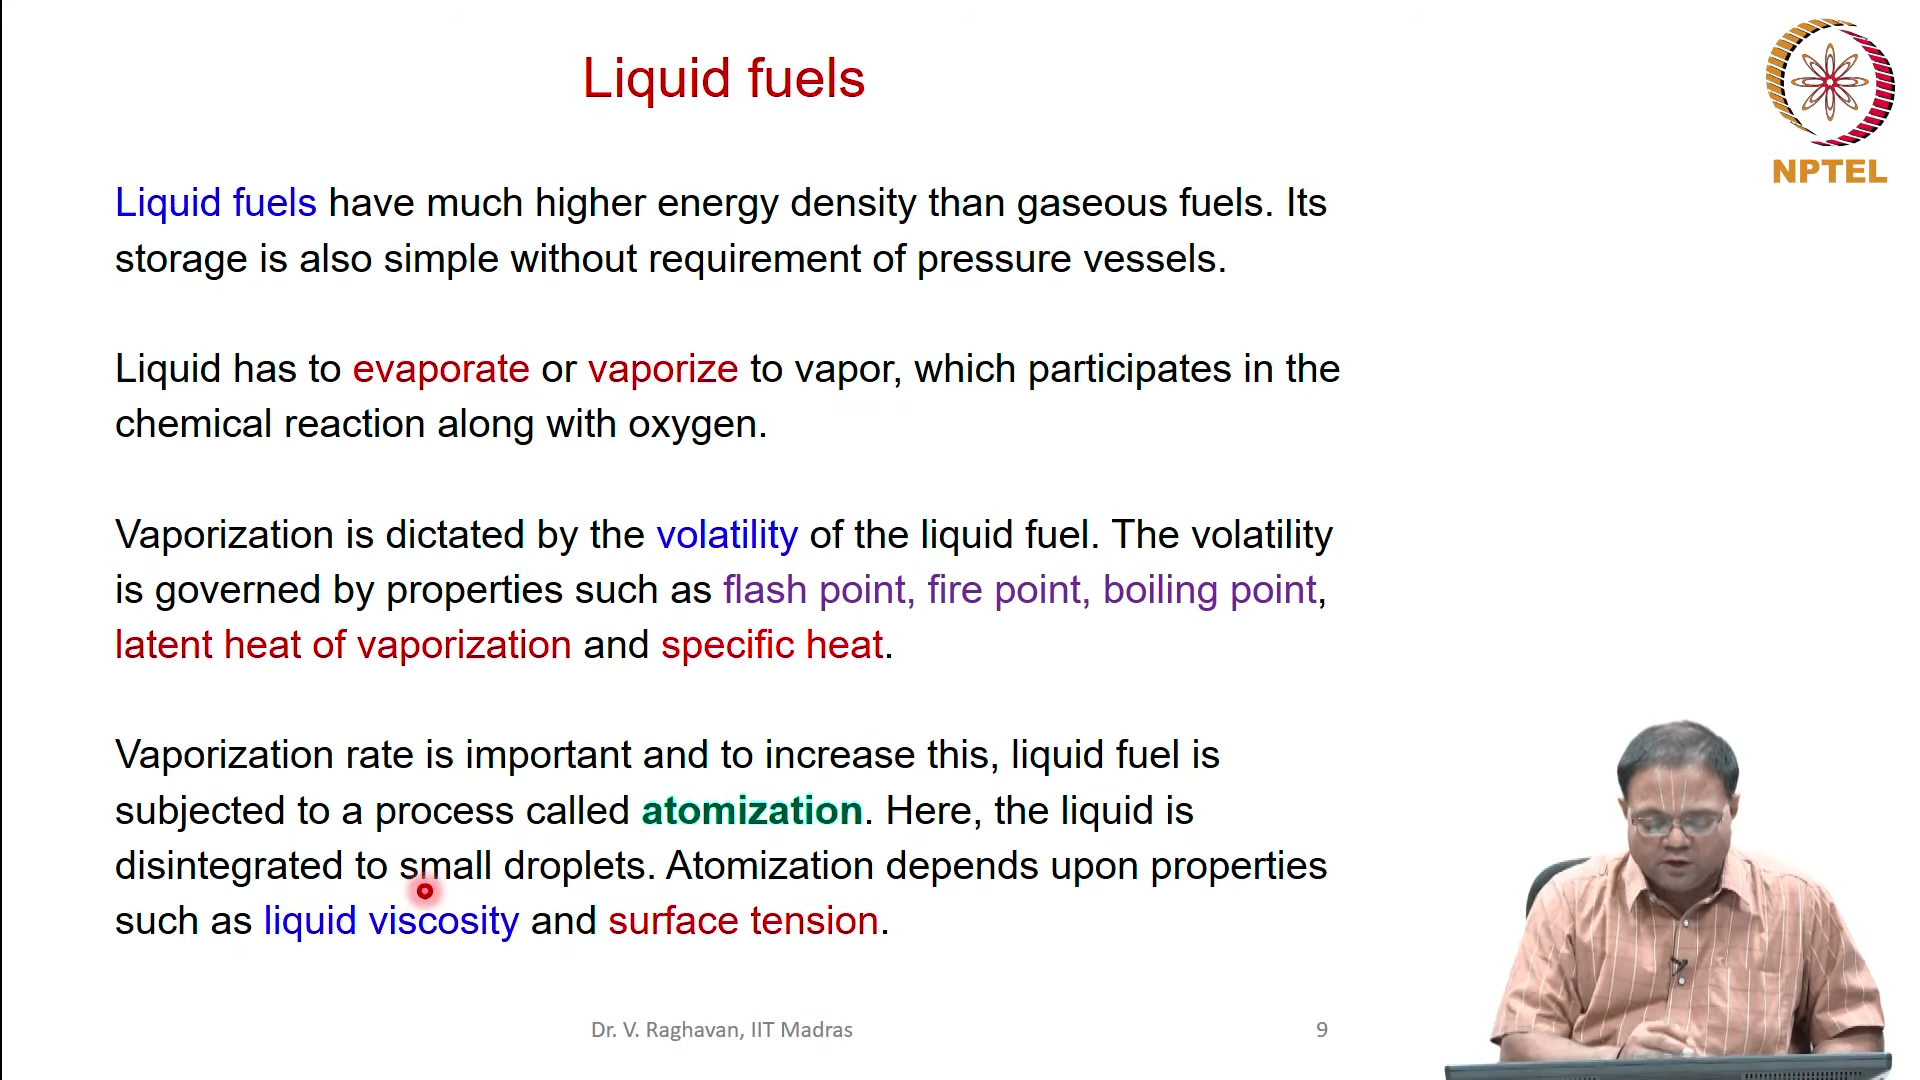 Liquid fuels
NPTEL
Liquid fuels have much higher energy density than gaseous fuels. Its
storage is also simple without requirement of pressure vessels.
Liquid has to evaporate or vaporize to vapor, which participates in the
chemical reaction along with oxygen.
Vaporization is dictated by the volatility of the liquid fuel. The volatility
is governed by properties such as flash point, fire point, boiling point,
latent heat of vaporization and specific heat.
Vaporization rate is important and to increase this, liquid fuel is
subjected to a process called atomization. Here, the liquid is
disintegrated to small droplets. Atomization depends upon properties
such as liquid viscosity and surface tension.
Dr. V. Raghavan, IIT Madras
9